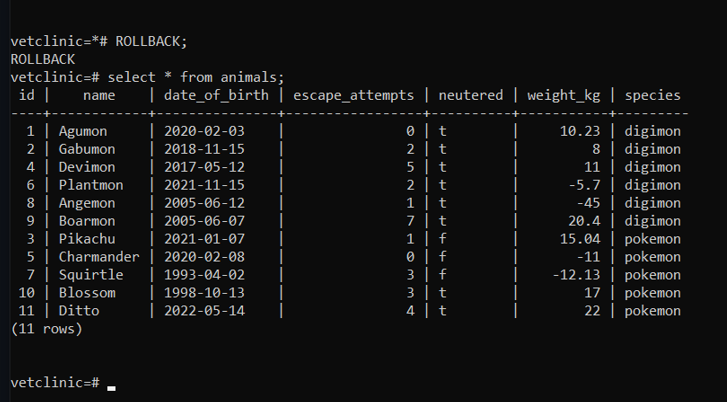 vetclinic=*# ROLLBACK;
ROLLBACK
vetclinic=# select * from animals;
 id |    name    | date_of_birth | escape_attempts | neutered | weight_kg | species
----+------------+---------------+-----------------+----------+-----------+---------
  1 | Agumon     | 2020-02-03    |               0 | t        |     10.23 | digimon
  2 | Gabumon    | 2018-11-15    |               2 | t        |         8 | digimon
  4 | Devimon    | 2017-05-12    |               5 | t        |        11 | digimon
  6 | Plantmon   | 2021-11-15    |               2 | t        |      -5.7 | digimon
  8 | Angemon    | 2005-06-12    |               1 | t        |       -45 | digimon
  9 | Boarmon    | 2005-06-07    |               7 | t        |      20.4 | digimon
  3 | Pikachu    | 2021-01-07    |               1 | f        |     15.04 | pokemon
  5 | Charmander | 2020-02-08    |               0 | f        |       -11 | pokemon
  7 | Squirtle   | 1993-04-02    |               3 | f        |    -12.13 | pokemon
 10 | Blossom    | 1998-10-13    |               3 | t        |        17 | pokemon
 11 | Ditto      | 2022-05-14    |               4 | t        |        22 | pokemon
(11 rows)
vetclinic=#